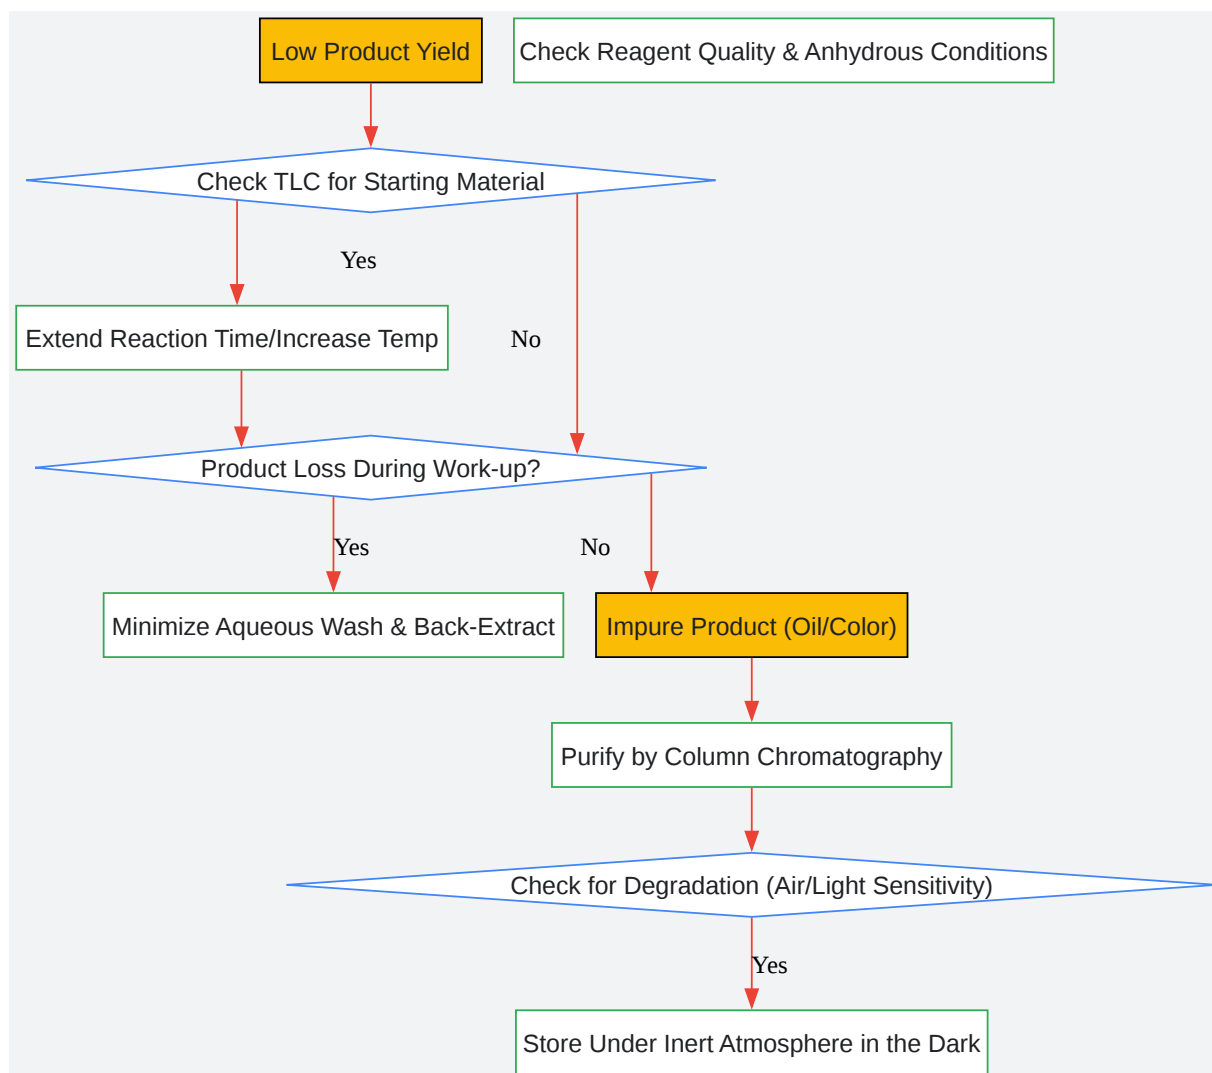 Low Product Yield
Check Reagent Quality & Anhydrous Conditions
Check TLC for Starting Material
Yes
Extend Reaction Time/Increase Temp
No
Product Loss During Work-up?
Yes
No
Minimize Aqueous Wash & Back-Extract
Impure Product (Oil/Color)
Purify by Column Chromatography
Check for Degradation (Air/Light Sensitivity)
Yes
Store Under Inert Atmosphere in the Dark